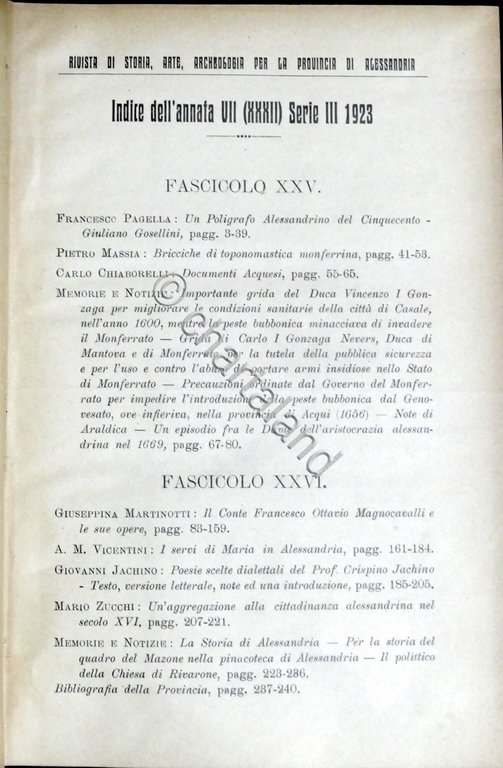 RIVISTA DI STORIA, ARTE, ARCHEOLOGIA PER LA PROVINCIA DI ALESSANDRIA
Indice dell'annata VII (XXXII) Serie III 1923
FASCICOLO XXV.
FRANCESCO PAGELLA : Un Poligrafo Alessandrino del Cinquecento -
Giuliano Gosellini, pagg. 3-39.
PIETRO MASSIA : Bricciche di toponomastica monferrina, pagg. 41-53.
CARLO CHIABORELLI - Documenti Acquesi, pagg. 55-65.
MEMORIE E NOTIZIE : Importante grida del Duca Vincenzo I Gon-
zaga per migliorare le condizioni sanitarie della città di Casale,
nell'anno 1600, mentre la peste bubbonica minacciava di invadere
il Monferrato — Grida di Carlo I Gonzaga Nevers, Duca di
Mantova e di Monferrato per la tutela della pubblica sicurezza
e per l'uso e contro l'abuso di portare armi insidiose nello Stato
di Monferrato — Precauzioni ordinate dal Governo del Monfer-
rato per impedire l'introduzione della peste bubbonica dal Geno-
vesato, ove infieriva, nella provincia di Acqui (1656) — Note di
Araldica — Un episodio fra le Dame dell'aristocrazia alessan-
drina nel 1669, pagg. 67-80.
FASCICOLO XXVI.
GIUSEPPINA MARTINOTTI : Il Conte Francesco Ottavio Magnocavalli e
le sue opere, pagg. 83-159.
A. M. VICENTINI : I servi di Maria in Alessandria, pagg. 161-184.
GIOVANNI JACHINO : Poesie scelte dialettali del Prof. Crispino Jachino
- Testo, versione letterale, note ed una introduzione, pagg. 185-205.
MARIO ZUCCHI : Un'aggregazione alla cittadinanza alessandrina nel
secolo XVI, pagg. 207-221.
MEMORIE E NOTIZIE : La Storia di Alessandria — Per la storia del
quadro del Mazone nella pinacoteca di Alessandria — Il polittico
della Chiesa di Rivarone, pagg. 223-286.
Bibliografia della Provincia, pagg. 237-240.
© chartaland